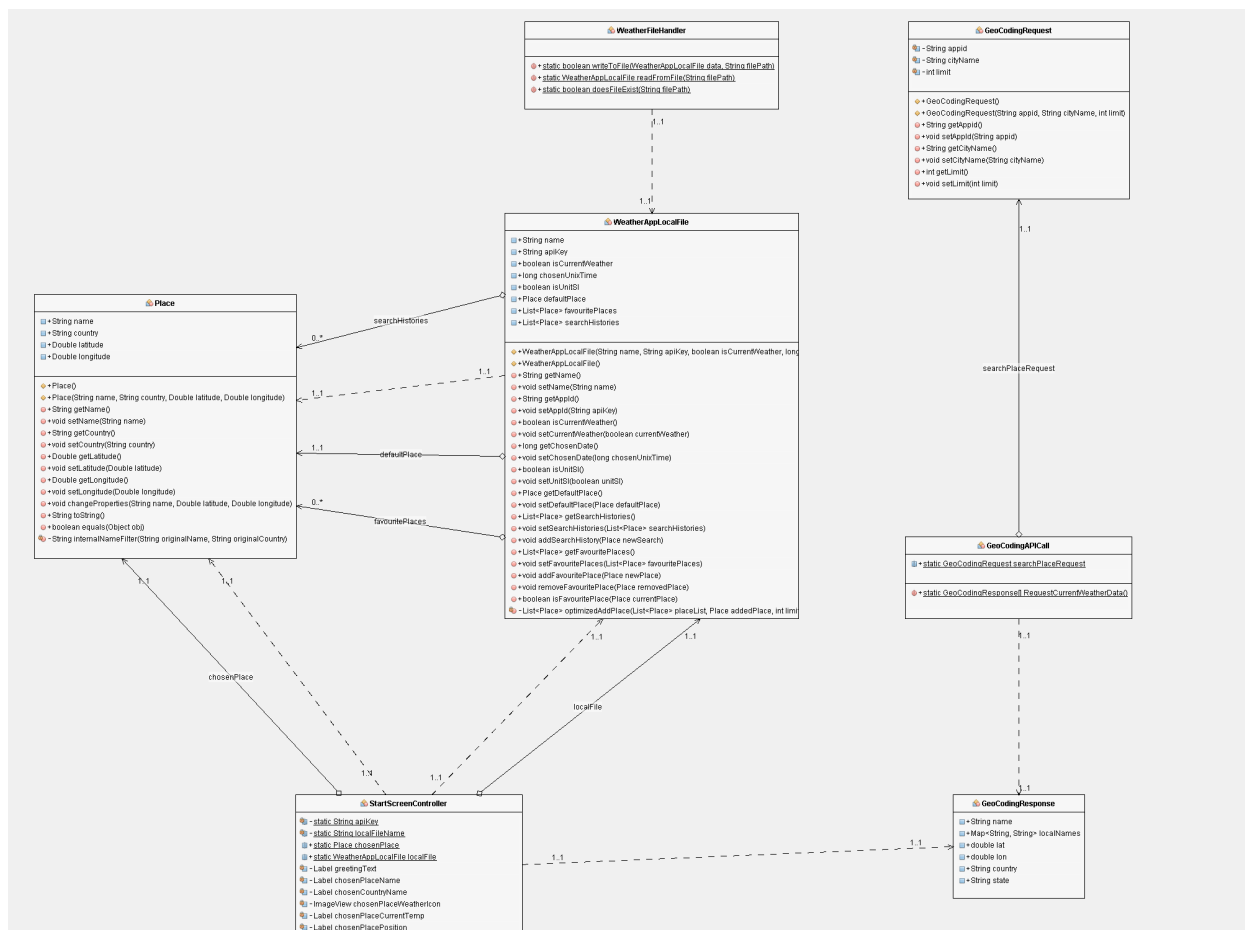 WeatherFileHandler
+static boolean writeToFile(WeatherAppLocalFile data, String filePath)
+static WeatherAppLocalFile readFromFile(String filePath)
+static boolean doesFileExist(String filePath)
GeoCodingRequest
-String appid
-String cityName
-int limit
+GeoCodingRequest()
+GeoCodingRequest(String appid, String cityName, int limit)
+String getAppid()
+void setAppId(String appid)
+String getCityName()
+void setCityName(String cityName)
+int getLimit()
+void setLimit(int limit)
1..1
1..1
WeatherAppLocalFile
+String name
+String apiKey
+boolean isCurrentWeather
+long chosenUnixTime
+boolean isUnitSI
+Place defaultPlace
+List<Place> favouritePlaces
+List<Place> searchHistories
+WeatherAppLocalFile(String name, String apiKey, boolean isCurrentWeather, long
+WeatherAppLocalFile()
+String getName()
+void setName(String name)
+String getAppId()
+void setAppId(String apiKey)
+boolean isCurrentWeather()
+void setCurrentWeather(boolean currentWeather)
+long getChosenDate()
+void setChosenDate(long chosenUnixTime)
+boolean isUnitSI()
+void setUnitSI(boolean unitSI)
+Place getDefaultPlace()
+void setDefaultPlace(Place defaultPlace)
+List<Place> getSearchHistories()
+void setSearchHistories(List<Place> searchHistories)
+void addSearchHistory(Place newSearch)
+List<Place> getFavouritePlaces()
+void setFavouritePlaces(List<Place> favouritePlaces)
+void addFavouritePlace(Place newPlace)
+void removeFavouritePlace(Place removedPlace)
+boolean isFavouritePlace(Place currentPlace)
-List<Place> optimizedAddPlace(List<Place> placeList, Place addedPlace, int limi
Place
+String name
+String country
+Double latitude
+Double longitude
+Place()
+Place(String name, String country, Double latitude, Double longitude)
+String getName()
+void setName(String name)
+String getCountry()
+void setCountry(String country)
+Double getLatitude()
+void setLatitude(Double latitude)
+Double getLongitude()
+void setLongitude(Double longitude)
+void changeProperties(String name, Double latitude, Double longitude)
+String toString()
+boolean equals(Object obj)
-String internalNameFilter(String originalName, String originalCountry)
searchHistories
0..*
1..1
1..1
1..1
defaultPlace
0..*
favouritePlaces
1..1
searchPlaceRequest
GeoCodingAPICall
+static GeoCodingRequest searchPlaceRequest
+static GeoCodingResponse[] RequestCurrentWeatherData()
1..1
1..1
1..1
1..1
1..1
chosenPlace
localFile
1..1
1..1
1..1
StartScreenController
-static String apiKey
-static String localFileName
+static Place chosenPlace
+static WeatherAppLocalFile localFile
-Label greetingText
-Label chosenPlaceName
-Label chosenCountryName
-ImageView chosenPlaceWeatherIcon
-Label chosenPlaceCurrentTemp
-Label chosenPlacePosition
1..1
1..1
GeoCodingResponse
+String name
+Map<String, String> localNames
+double lat
+double lon
+String country
+String state